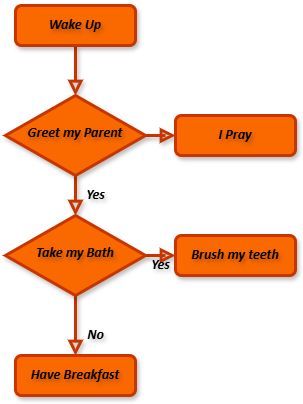 Wake Up
Greet my Parent
I Pray
Yes
Take my Bath
Yes
Brush my teeth
No
Have Breakfast